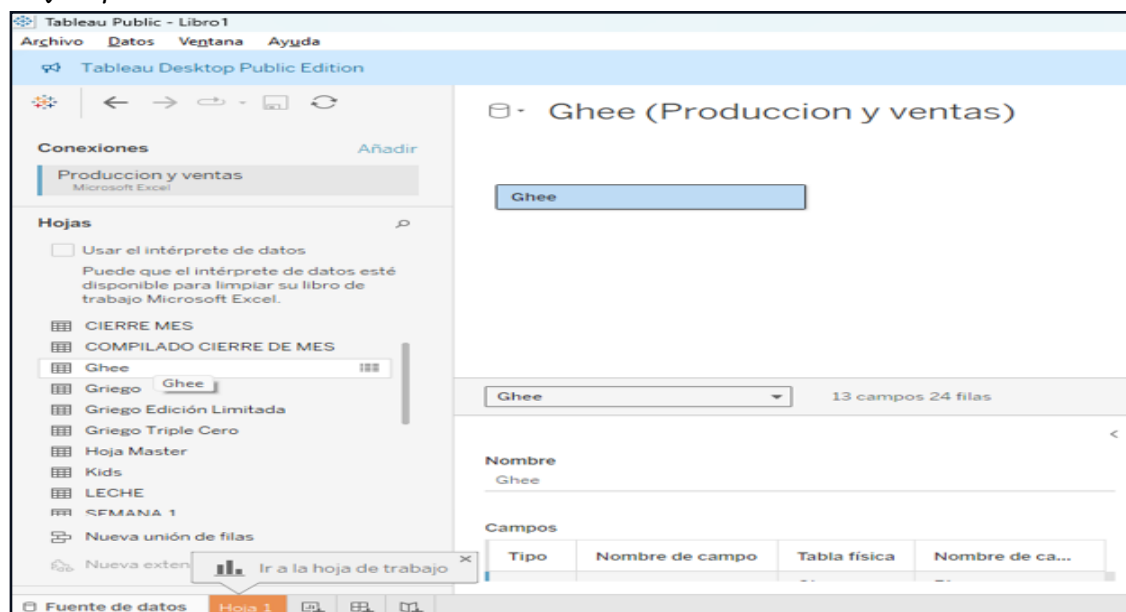 Tableau Public - Libro1
Archivo Datos Ventana Ayuda
Tableau Desktop Public Edition
Conexiones Añadir
Produccion y ventas
Microsoft Excel
Hojas
Usar el intérprete de datos
Puede que el intérprete de datos esté
disponible para limpiar su libro de
trabajo Microsoft Excel.
CIERRE MES
COMPILADO CIERRE DE MES
Ghee
Griego
Ghee
Griego Edición Limitada
Griego Triple Cero
Hoja Master
Kids
LECHE
SEMANA 1
Nueva unión de filas
Nueva exten
Ir a la hoja de trabajo
Fuente de datos
Hoja 1
Ghee (Produccion y ventas)
Ghee
Ghee
13 campos 24 filas
Nombre
Ghee
Campos
Tipo Nombre de campo Tabla física Nombre de ca...